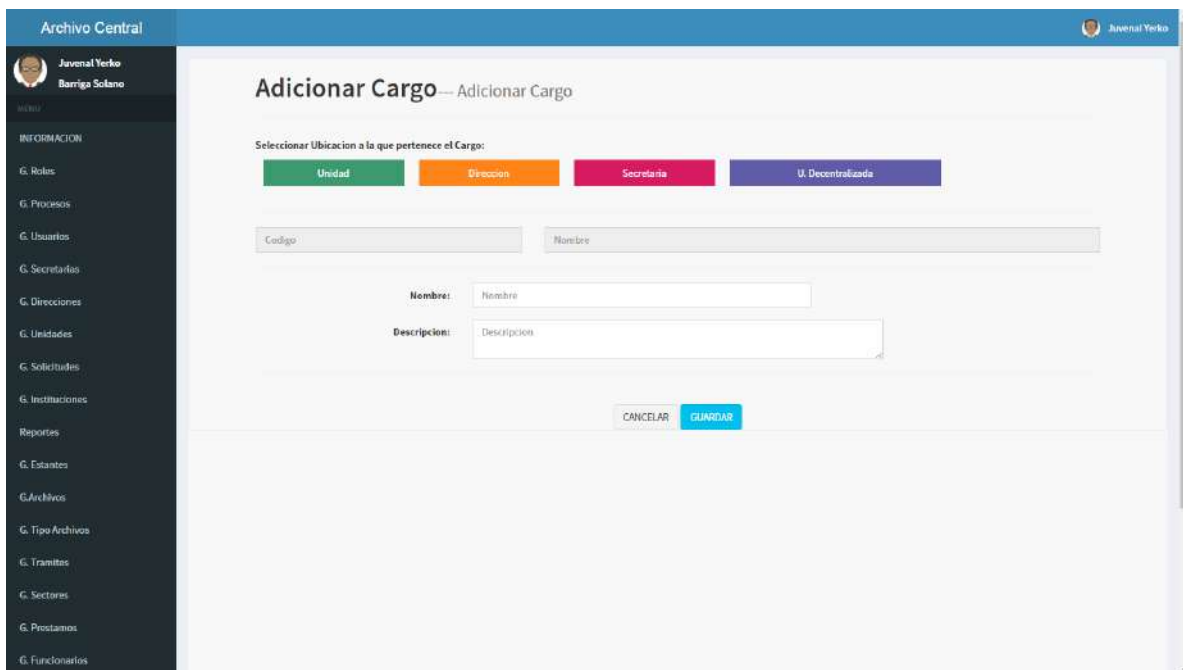 Archivo Central
Juvenal Yerko
Juvenal Yerko
Barriga Solano
MENU
INFORMACION
G. Roles
G. Procesos
G. Usuarios
G. Secretarias
G. Direcciones
G. Unidades
G. Solicitudes
G. Instituciones
Reportes
G. Estantes
G.Archivos
G. Tipo Archivos
G. Tramites
G. Sectores
G. Prestamos
G. Funcionarios
Adicionar Cargo— Adicionar Cargo
Seleccionar Ubicacion a la que pertenece el Cargo:
Unidad Direccion Secretaria U. Decentralizada
Codigo Nombre
Nombre: Nombre
Descripcion: Descripcion
CANCELAR GUARDAR